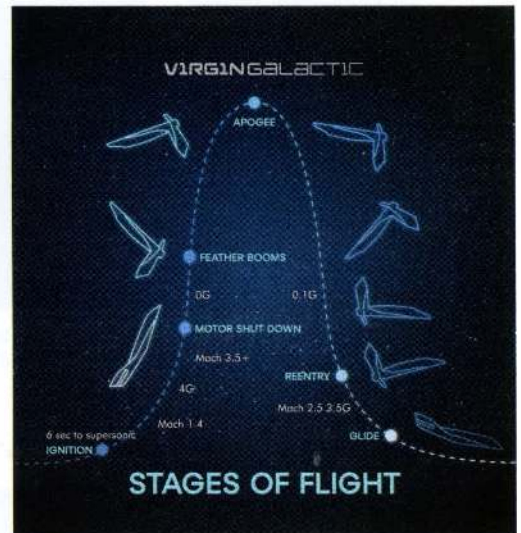 V1RG1NGALACTIC
APOGEE
FEATHER BOOMS
0G
0.1G
MOTOR SHUT DOWN
Mach 3.5+
REENTRY
4G
Mach 2.5 3.5G
Mach 1.4
6 sec to supersonic
GLIDE
IGNITION
STAGES OF FLIGHT